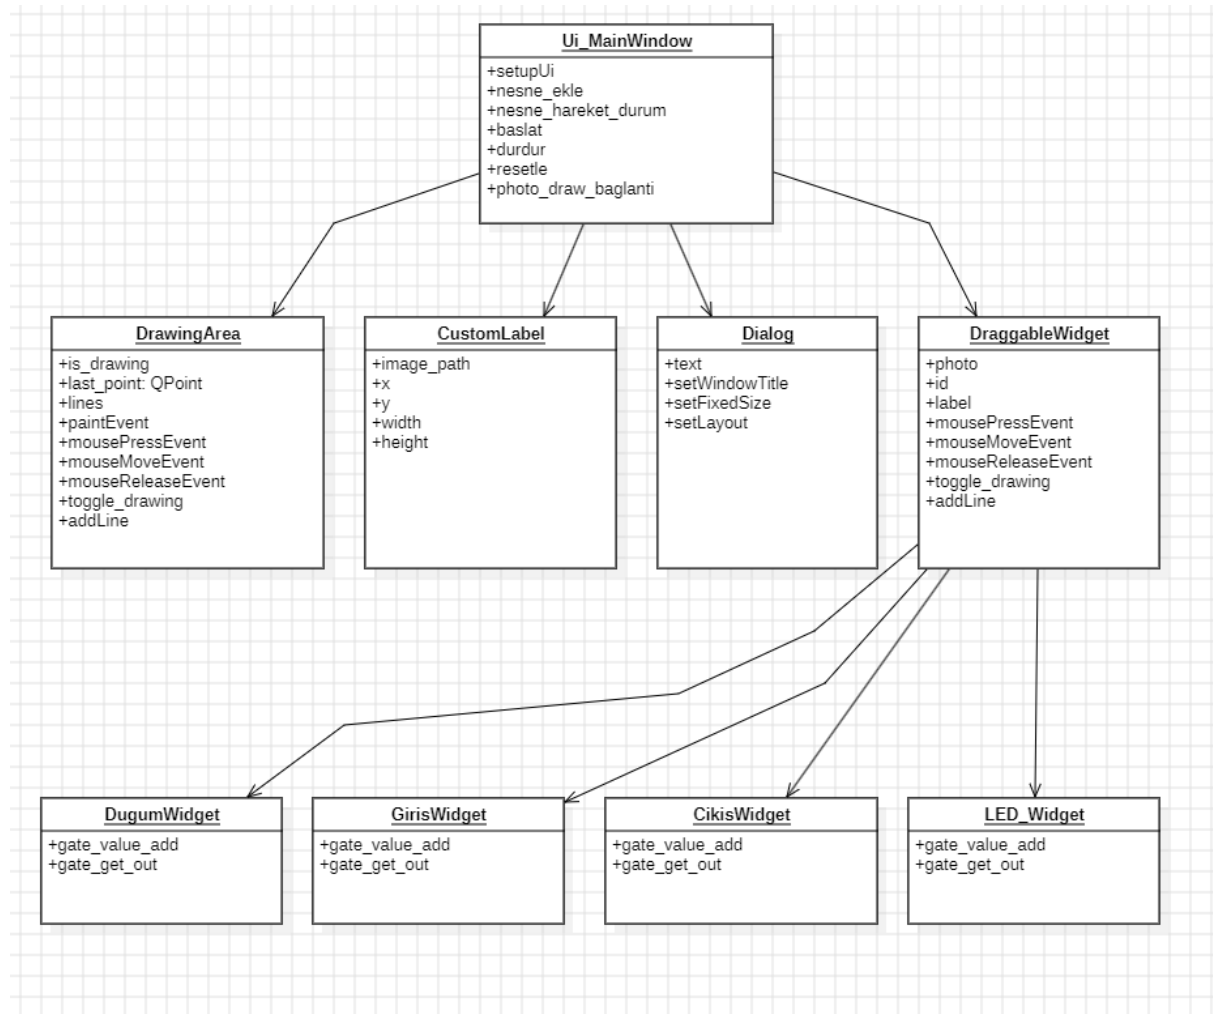 Ui_MainWindow
+setupUi
+nesne_ekle
+nesne_hareket_durum
+baslat
+durdur
+resetle
+photo_draw_baglanti
DrawingArea
+is_drawing
+last_point: QPoint
+lines
+paintEvent
+mousePressEvent
+mouseMoveEvent
+mouseReleaseEvent
+toggle_drawing
+addLine
CustomLabel
+image_path
+x
+y
+width
+height
Dialog
+text
+setWindowTitle
+setFixedSize
+setLayout
DraggableWidget
+photo
+id
+label
+mousePressEvent
+mouseMoveEvent
+mouseReleaseEvent
+toggle_drawing
+addLine
DugumWidget
+gate_value_add
+gate_get_out
GirisWidget
+gate_value_add
+gate_get_out
CikisWidget
+gate_value_add
+gate_get_out
LED_Widget
+gate_value_add
+gate_get_out